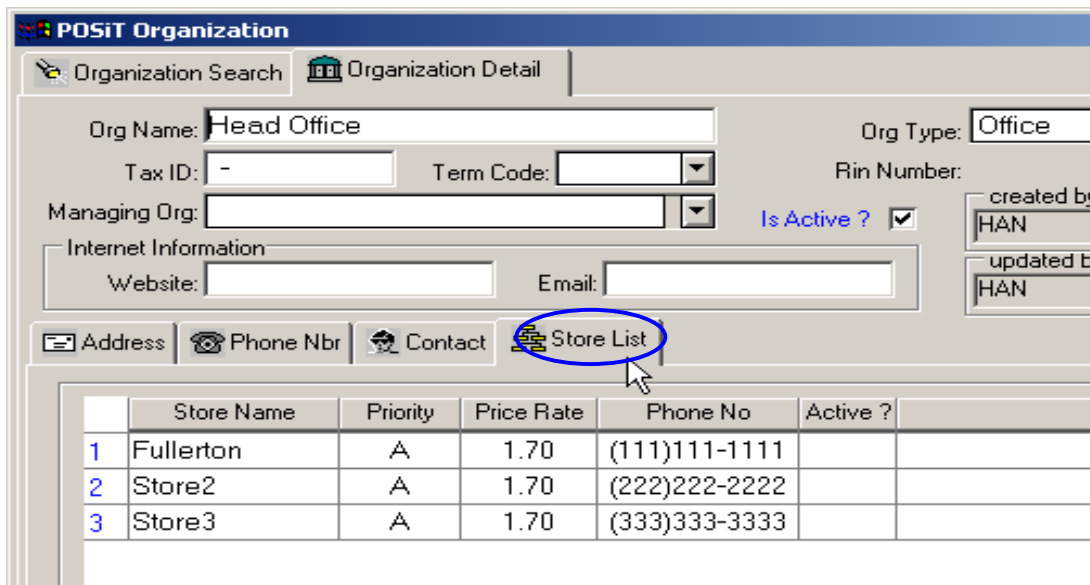 POSiT Organization
Organization Search Organization Detail
Org Name: Head Office Org Type: Office
Tax ID: - Term Code: Rin Number:
Managing Org: Is Active ? created by
HAN
Internet Information updated b
Website: Email: HAN
Address Phone Nbr Contact Store List
Store Name Priority Price Rate Phone No Active ?
1 Fullerton A 1.70 (111)111-1111
2 Store2 A 1.70 (222)222-2222
3 Store3 A 1.70 (333)333-3333